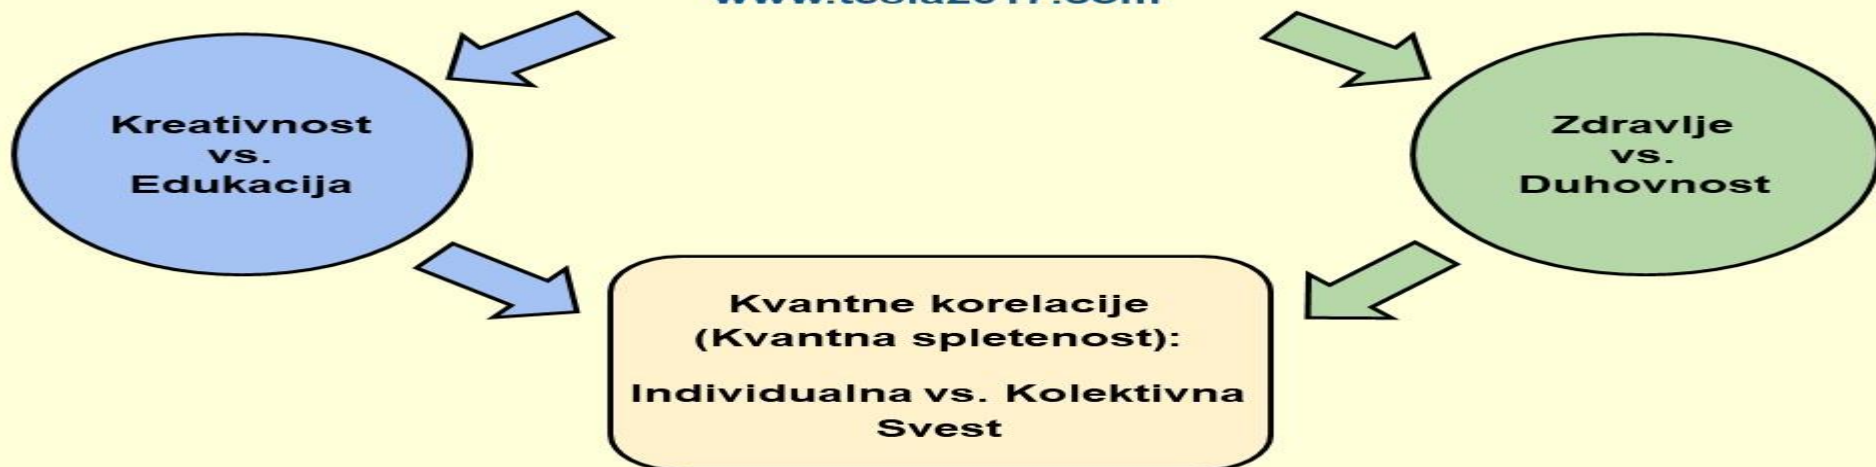 Kreativnost
vs.
Edukacija
Zdravlje
vs.
Duhovnost
Kvantne korelacije
(Kvantna spletenost):
Individualna vs. Kolektivna
Svest